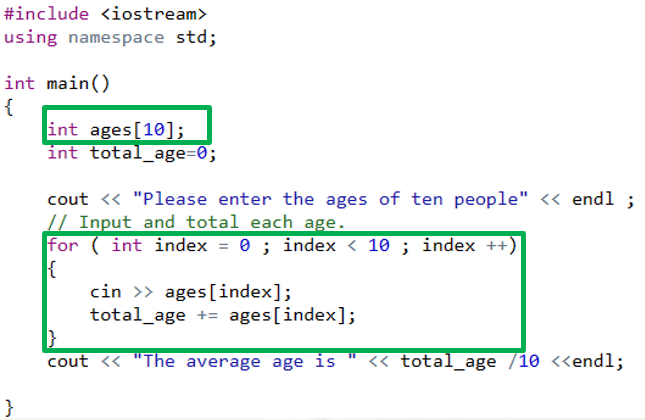 #include <iostream>
using namespace std;
int main()
{
int ages[10];
int total_age=0;
cout << "Please enter the ages of ten people" << endl ;
// Input and total each age.
for ( int index = 0 ; index < 10 ; index ++)
{
cin >> ages[index];
total_age += ages[index];
}
cout << "The average age is " << total_age /10 <<endl;
}